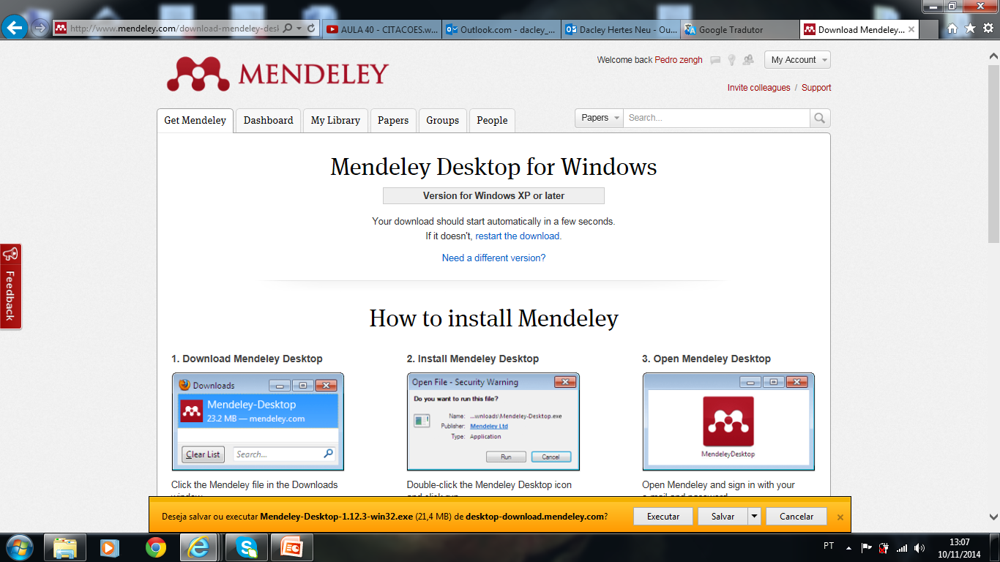 http://www.mendeley.com/download-mendeley-desl
AULA 40 - CITACOES.w...
Outlook.com - dacley_...
Dacley Hertes Neu - Ou...
Google Tradutor
Download Mendeley...
MENDELEY
Welcome back Pedro zengh
My Account
Invite colleagues / Support
Get Mendeley
Dashboard
My Library
Papers
Groups
People
Papers
Search...
Mendeley Desktop for Windows
Version for Windows XP or later
Your download should start automatically in a few seconds.
If it doesn't, restart the download.
Need a different version?
Feedback
How to install Mendeley
1. Download Mendeley Desktop
2. Install Mendeley Desktop
3. Open Mendeley Desktop
Downloads
Mendeley-Desktop
23.2 MB — mendeley.com
Clear List
Search...
Open File - Security Warning
Do you want to run this file?
Name: ...wnloads\Mendeley-Desktop.exe
Publisher: Mendeley Ltd
Type: Application
Run
Cancel
MendeleyDesktop
Click the Mendeley file in the Downloads
window
Double-click the Mendeley Desktop icon
and click run
Open Mendeley and sign in with your
e-mail and password
Deseja salvar ou executar Mendeley-Desktop-1.12.3-win32.exe (21,4 MB) de desktop-download.mendeley.com?
Executar
Salvar
Cancelar
PT
13:07
10/11/2014